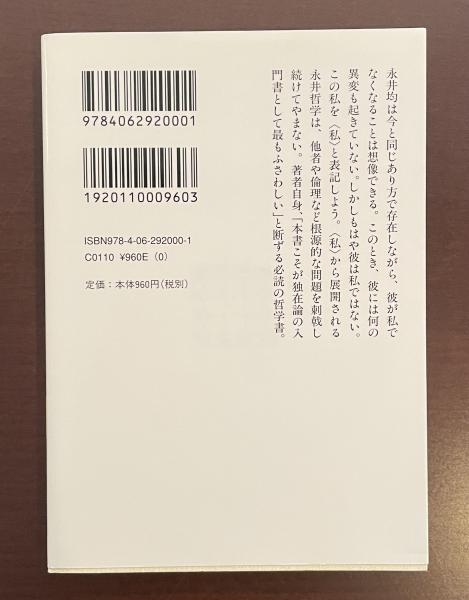 永井均は今と同じあり方で存在しながら、彼が私で
なくなることは想像できる。このとき、彼には何の
異変も起きていない。しかしもはや彼は私ではない。
この私を〈私〉と表記しよう。〈私〉から展開される
永井哲学は、他者や倫理など根源的な問題を刺戟し
続けてやまない。著者自身、「本書こそが独在論の入
門書として最もふさわしい」と断ずる必読の哲学書。
9784062920001
1920110009603
ISBN978-4-06-292000-1
C0110 ¥960E (0)
定価：本体960円(税別)